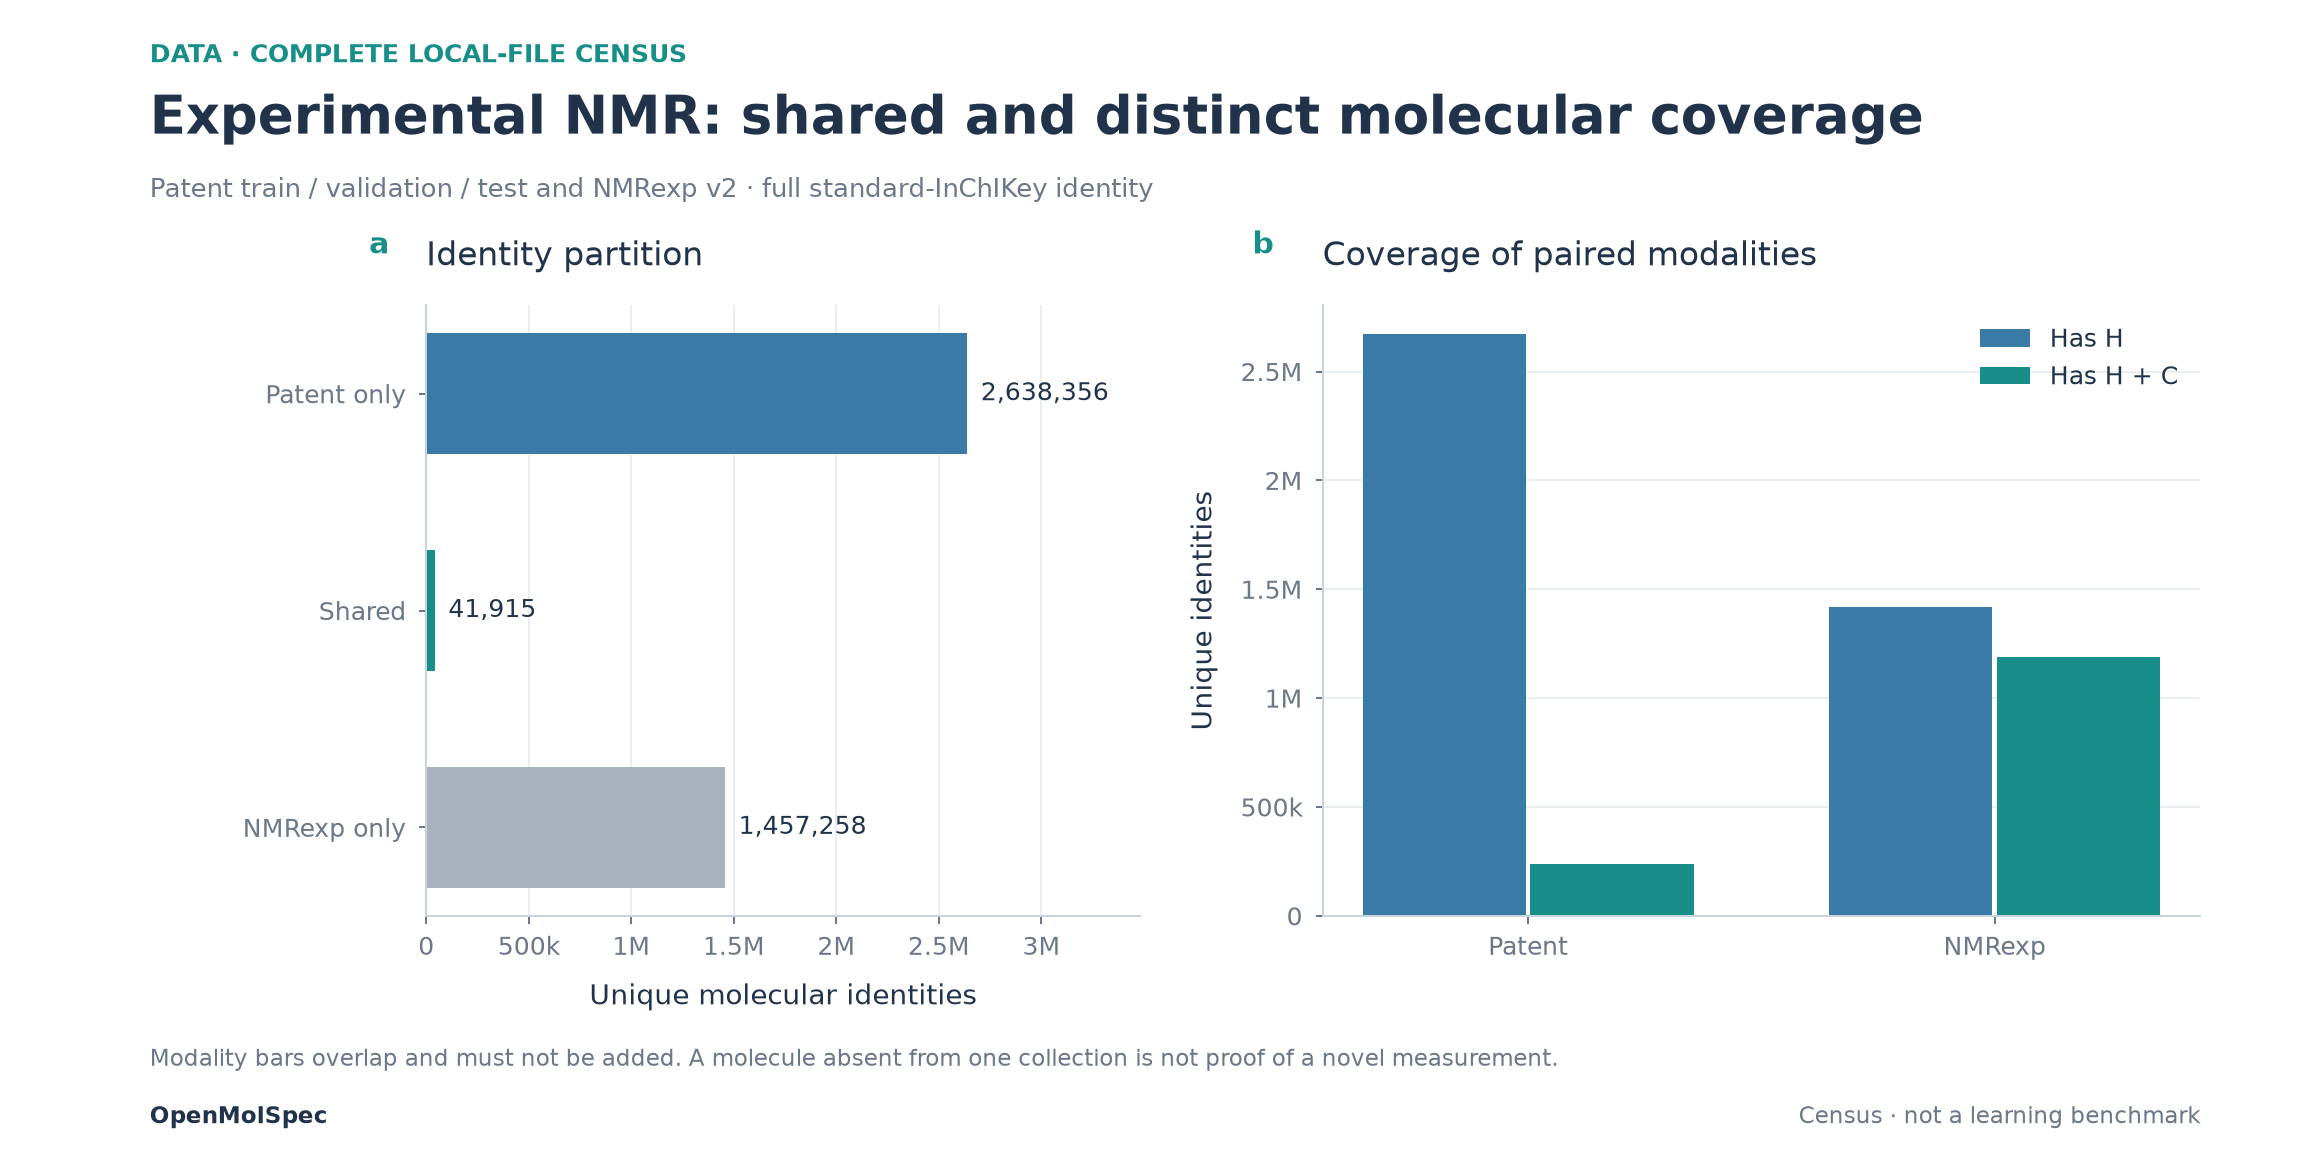 DATA · COMPLETE LOCAL-FILE CENSUS
Experimental NMR: shared and distinct molecular coverage
Patent train / validation / test and NMRexp v2 · full standard-InChIKey identity
a Identity partition
Patent only
2,638,356
Shared
41,915
NMRexp only
1,457,258
0 500k 1M 1.5M 2M 2.5M 3M
Unique molecular identities
b Coverage of paired modalities
Has H
Has H + C
Unique identities
2.5M
2M
1.5M
1M
500k
0
Patent NMRexp
Modality bars overlap and must not be added. A molecule absent from one collection is not proof of a novel measurement.
OpenMolSpec
Census · not a learning benchmark